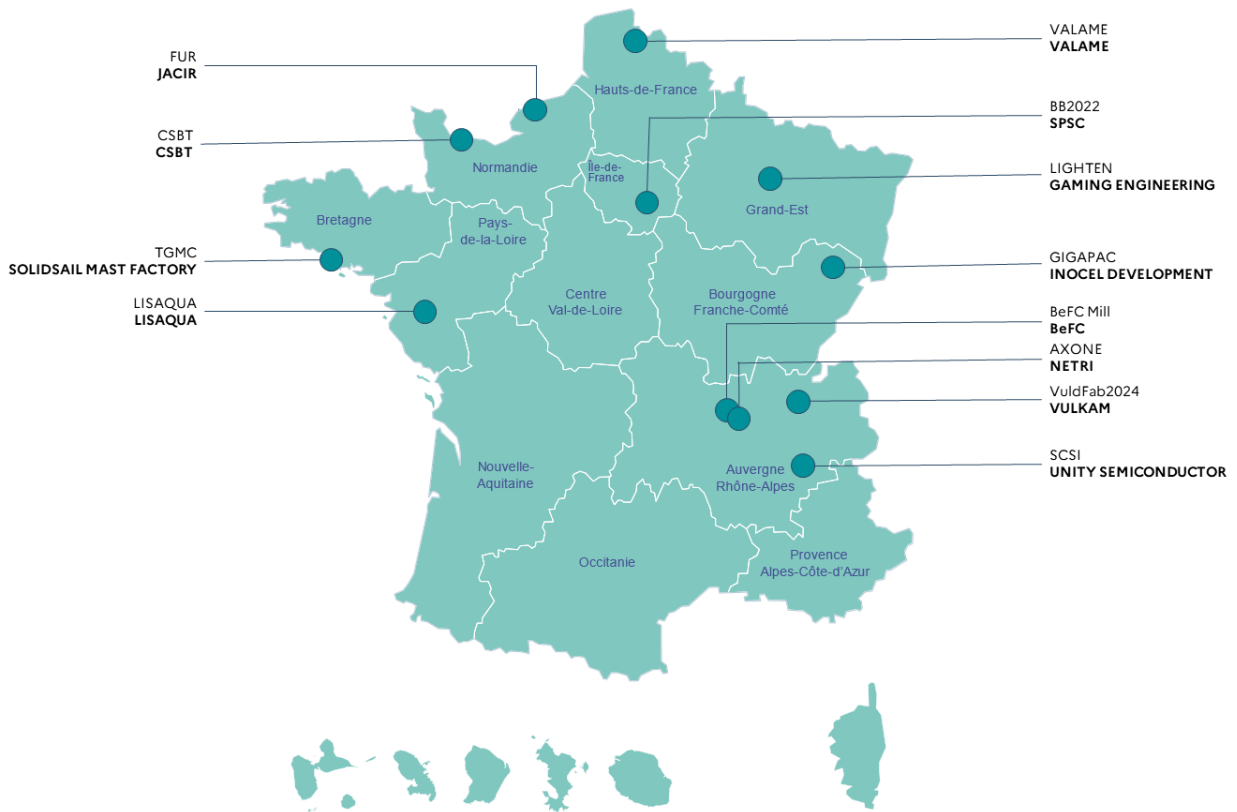 VALAME
VALAME
FUR
JACIR
Hauts-de-France
BB2022
SPSC
CSBT
CSBT
Normandie
Île-de-
France
LIGHTEN
GAMING ENGINEERING
Grand-Est
Bretagne
Pays-
de-la-Loire
TGMC
SOLIDSAIL MAST FACTORY
GIGAPAC
INOCEL DEVELOPMENT
LISAQUA
LISAQUA
Centre
Val-de-Loire
Bourgogne
Franche-Comté
BeFC Mill
BeFC
AXONE
NETRI
VuldFab2024
VULKAM
SCSI
UNITY SEMICONDUCTOR
Nouvelle-
Aquitaine
Auvergne
Rhône-Alpes
Occitanie
Provence
Alpes-Côte-d'Azur